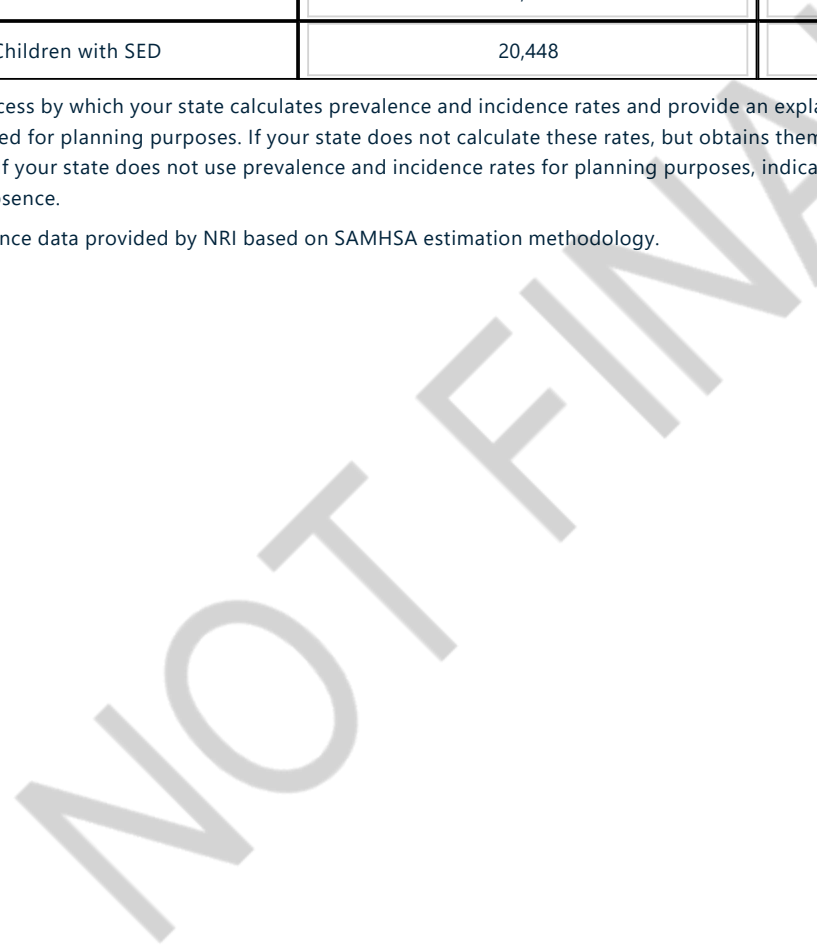 Children with SED 20,448
cess by which your state calculates prevalence and incidence rates and provide an expla
ed for planning purposes. If your state does not calculate these rates, but obtains them
f your state does not use prevalence and incidence rates for planning purposes, indica
sence.
nce data provided by NRI based on SAMHSA estimation methodology.
NOT FINA